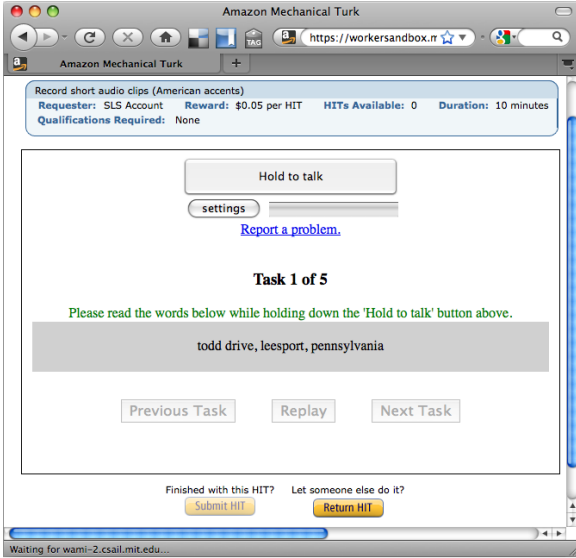 Amazon Mechanical Turk
TAG
https://workersandbox.m
Amazon Mechanical Turk
Record short audio clips (American accents)
Requester: SLS Account Reward: $0.05 per HIT HITs Available: 0 Duration: 10 minutes
Qualifications Required: None
Hold to talk
settings
Report a problem.
Task 1 of 5
Please read the words below while holding down the 'Hold to talk' button above.
todd drive, leesport, pennsylvania
Previous Task Replay Next Task
Finished with this HIT? Let someone else do it?
Submit HIT Return HIT
Waiting for wami-2.csail.mit.edu...